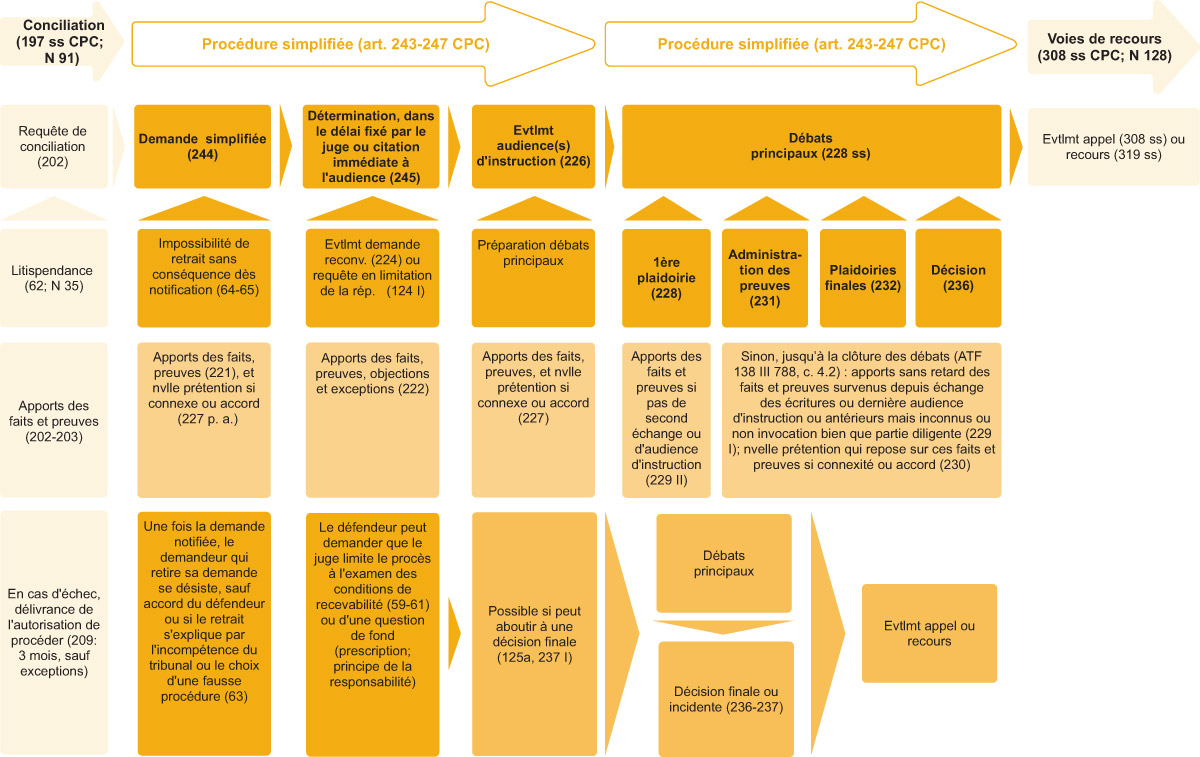 Conciliation
(197 ss CPC;
N 91)
Procédure simplifiée (art. 243-247 CPC)
Procédure simplifiée (art. 243-247 CPC)
Voies de recours
(308 ss CPC; N 128)
Requête de
conciliation
(202)
Demande simplifiée
(244)
Détermination, dans
le délai fixé par le
juge ou citation
immédiate à
l'audience (245)
Evtlmt
audience(s)
d'instruction (226)
Débats
principaux (228 ss)
Evtlmt appel (308 ss) ou
recours (319 ss)
Litispendance
(62; N 35)
Impossibilité de
retrait sans
conséquence dès
notification (64-65)
Evtlmt demande
reconv. (224) ou
requête en limitation
de la rép. (124 I)
Préparation débats
principaux
1ère
plaidoirie
(228)
Administra-
tion des
preuves
(231)
Plaidoiries
finales (232)
Décision
(236)
Apports des
faits et preuves
(202-203)
Apports des faits,
preuves (221), et
nvlle prétention si
connexe ou accord
(227 p. a.)
Apports des faits,
preuves, objections
et exceptions (222)
Apports des faits,
preuves, et nvlle
prétention si
connexe ou accord
(227)
Apports des
faits et
preuves si
pas de
second
échange ou
d'audience
d'instruction
(229 II)
Sinon, jusqu'à la clôture des débats (ATF
138 III 788, c. 4.2) : apports sans retard des
faits et preuves survenus depuis échange
des écritures ou dernière audience
d'instruction ou antérieurs mais inconnus ou
non invocation bien que partie diligente (229
I); nvelle prétention qui repose sur ces faits et
preuves si connexité ou accord (230)
En cas d'échec,
délivrance de
l'autorisation de
procéder (209:
3 mois, sauf
exceptions)
Une fois la demande
notifiée, le
demandeur qui
retire sa demande
se désiste, sauf
accord du défendeur
ou si le retrait
s'explique par
l'incompétence du
tribunal ou le choix
d'une fausse
procédure (63)
Le défendeur peut
demander que le
juge limite le procès
à l'examen des
conditions de
recevabilité (59-61)
ou d'une question
de fond
(prescription;
principe de la
responsabilité)
Possible si peut
aboutir à une
décision finale
(125a, 237 I)
Débats
principaux
Décision finale ou
incidente (236-237)
Evtlmt appel ou
recours